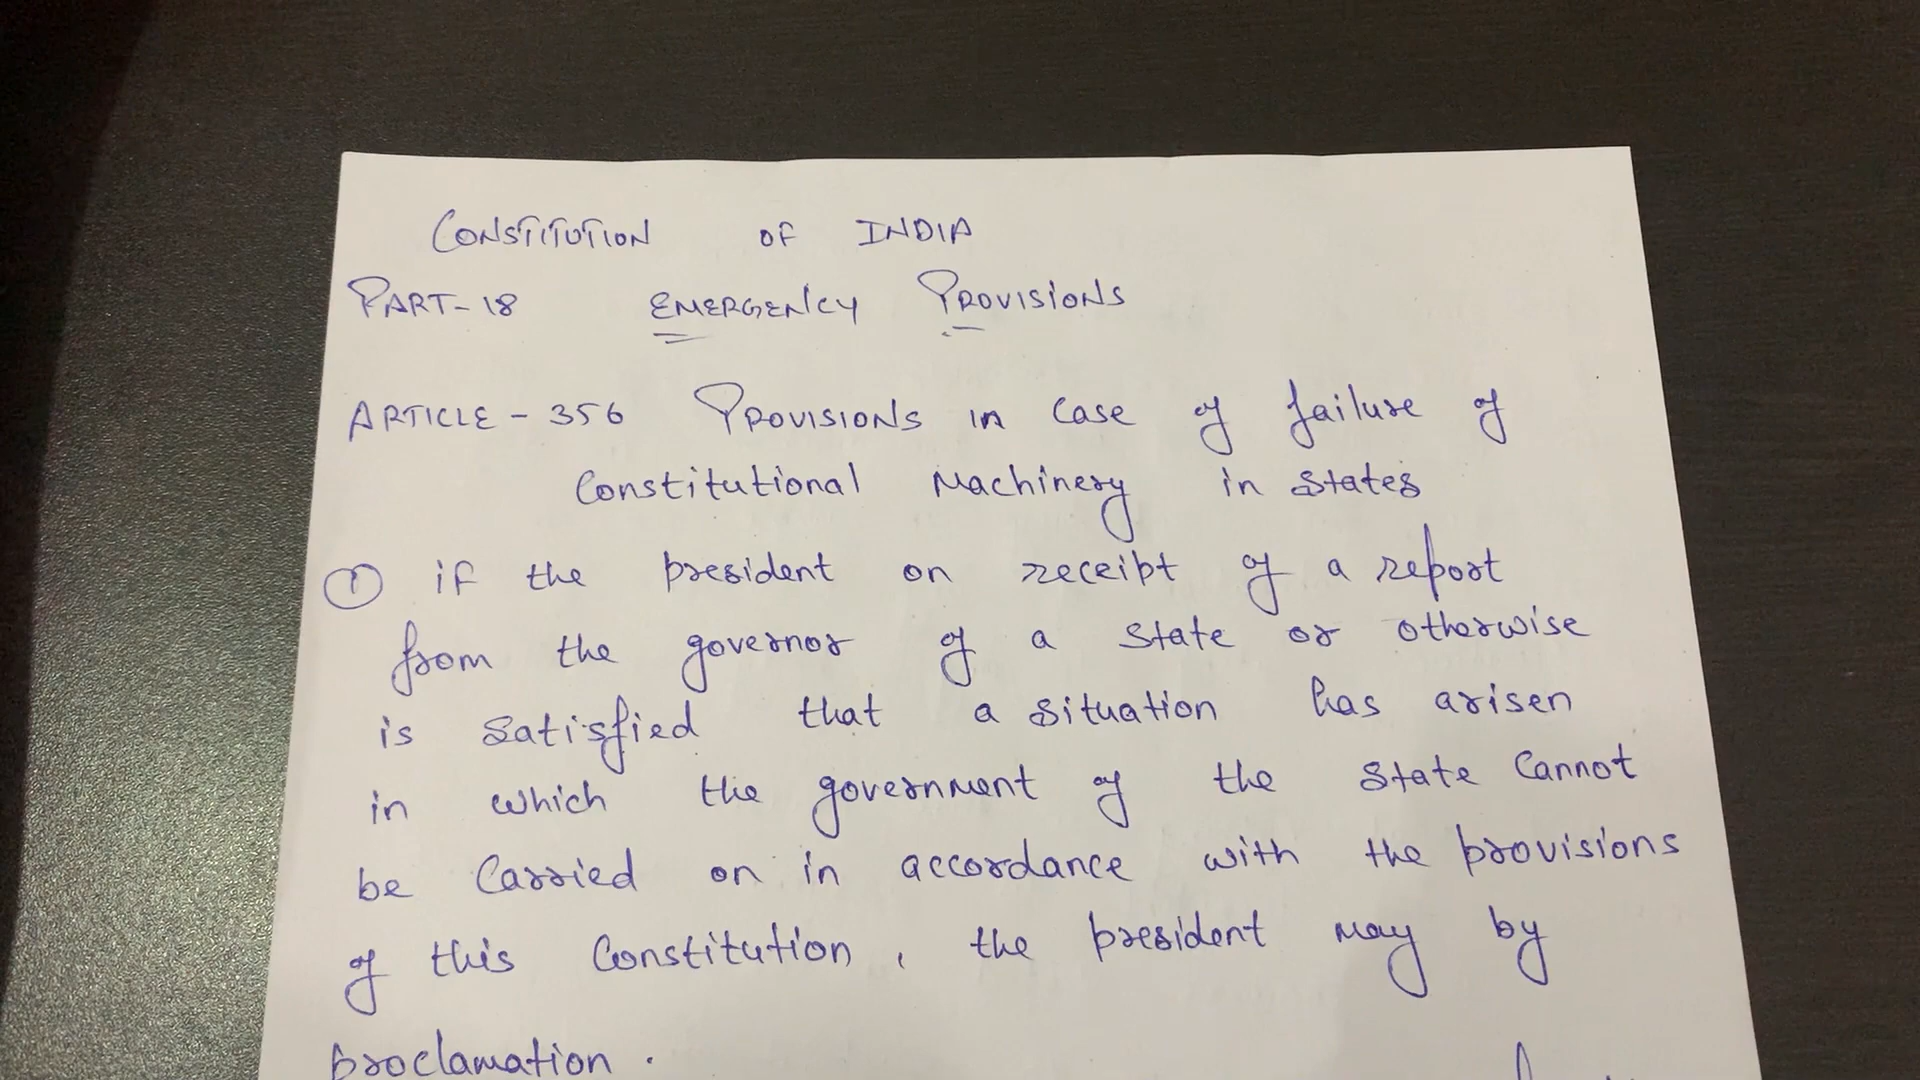 CONSTITUTION OF INDIA
PART-18 EMERGENCY PROVISIONS
ARTICLE - 356 PROVISIONS in Case of failure of
Constitutional Machinery in States
① if the president on receipt of a report
from the governor of a State or otherwise
is Satisfied that a situation has arisen
in which the government of the State Cannot
be Carried on in accordance with the provisions
of this Constitution, the president may by
proclamation.